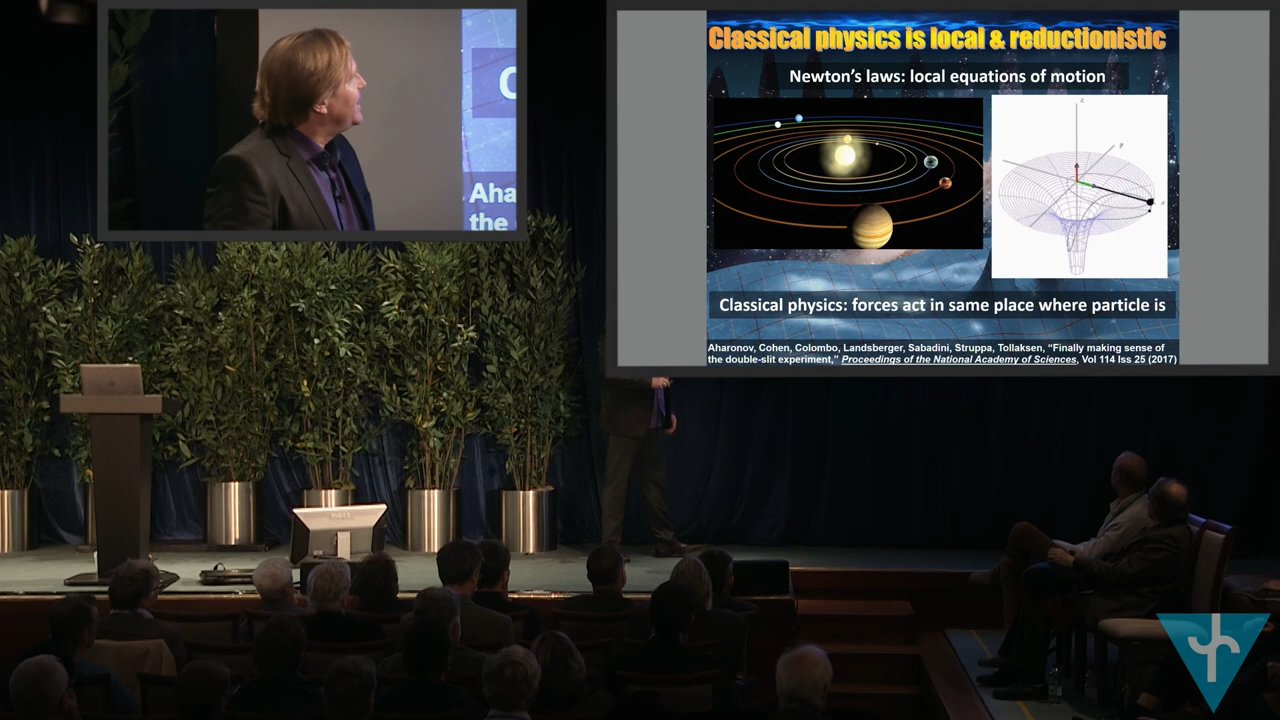 Classical physics is local & reductionistic
Newton's laws: local equations of motion
Classical physics: forces act in same place where particle is
Aharonov, Cohen, Colombo, Landsberger, Sabadini, Struppa, Tollaksen, "Finally making sense of
the double-slit experiment," Proceedings of the National Academy of Sciences, Vol 114 Iss 25 (2017)
Aha
the